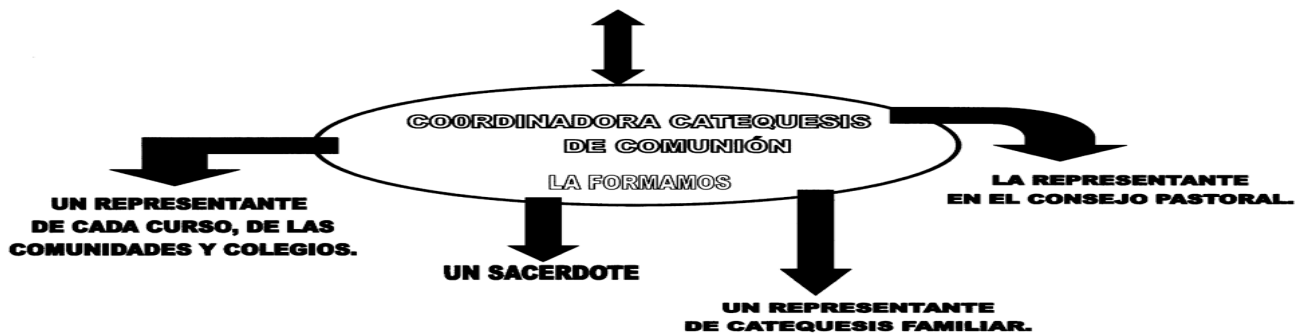 COORDINADORA CATEQUESIS
DE COMUNIÓN
LA FORMAMOS
UN REPRESENTANTE
DE CADA CURSO, DE LAS
COMUNIDADES Y COLEGIOS.
UN SACERDOTE
UN REPRESENTANTE
DE CATEQUESIS FAMILIAR.
LA REPRESENTANTE
EN EL CONSEJO PASTORAL.